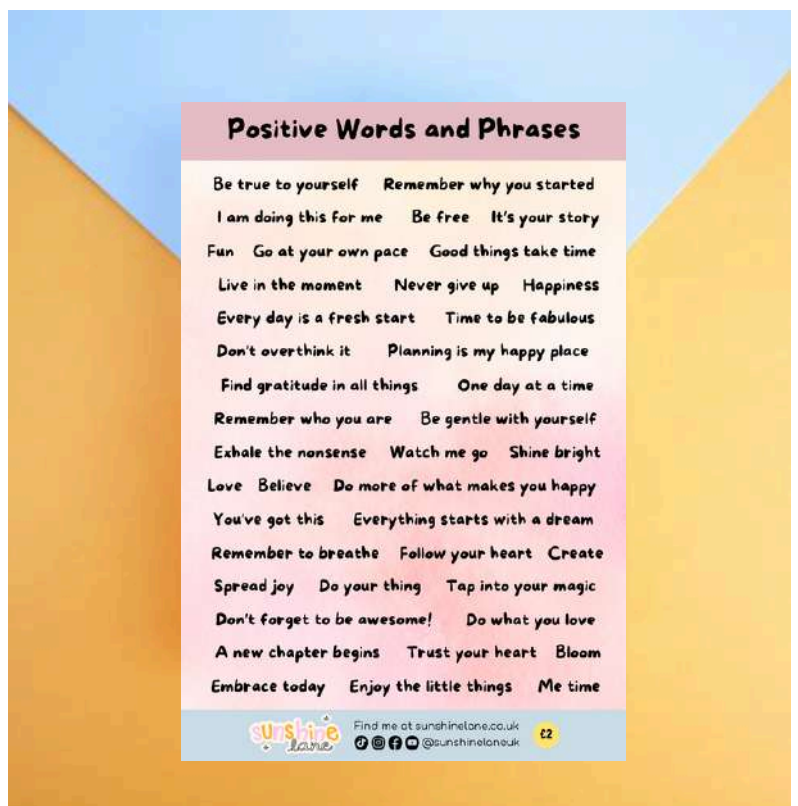 Positive Words and Phrases
Be true to yourself Remember why you started
I am doing this for me Be free It's your story
Fun Go at your own pace Good things take time
Live in the moment Never give up Happiness
Every day is a fresh start Time to be fabulous
Don't overthink it Planning is my happy place
Find gratitude in all things One day at a time
Remember who you are Be gentle with yourself
Exhale the nonsense Watch me go Shine bright
Love Believe Do more of what makes you happy
You've got this Everything starts with a dream
Remember to breathe Follow your heart Create
Spread joy Do your thing Tap into your magic
Don't forget to be awesome! Do what you love
A new chapter begins Trust your heart Bloom
Embrace today Enjoy the little things Me time
sunshine
lane
Find me at sunshinelane.co.uk
@sunshinelaneuk
£2